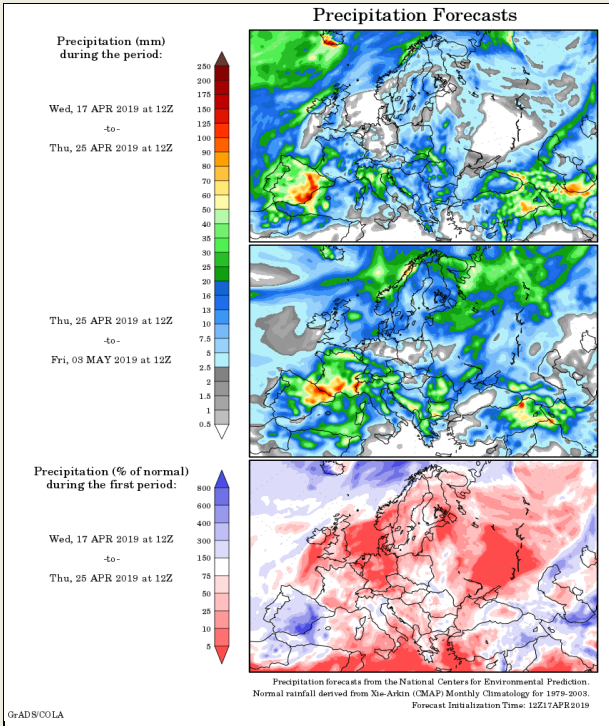 Precipitation Forecasts
Precipitation (mm)
during the period:
Wed, 17 APR 2019 at 12Z
-to-
Thu, 25 APR 2019 at 12Z
250
200
175
150
125
100
90
80
70
60
50
40
35
30
25
20
16
13
10
7.5
5
2.5
2
1.5
1
0.5
Thu, 25 APR 2019 at 12Z
-to-
Fri, 03 MAY 2019 at 12Z
Precipitation (% of normal)
during the first period:
Wed, 17 APR 2019 at 12Z
-to-
Thu, 25 APR 2019 at 12Z
800
600
400
300
150
75
50
25
10
5
Precipitation forecasts from the National Centers for Environmental Prediction.
Normal rainfall derived from Xie-Arkin (CMAP) Monthly Climatology for 1979-2003.
Forecast Initialization Time: 12Z17APR2019
GrADS/COLA